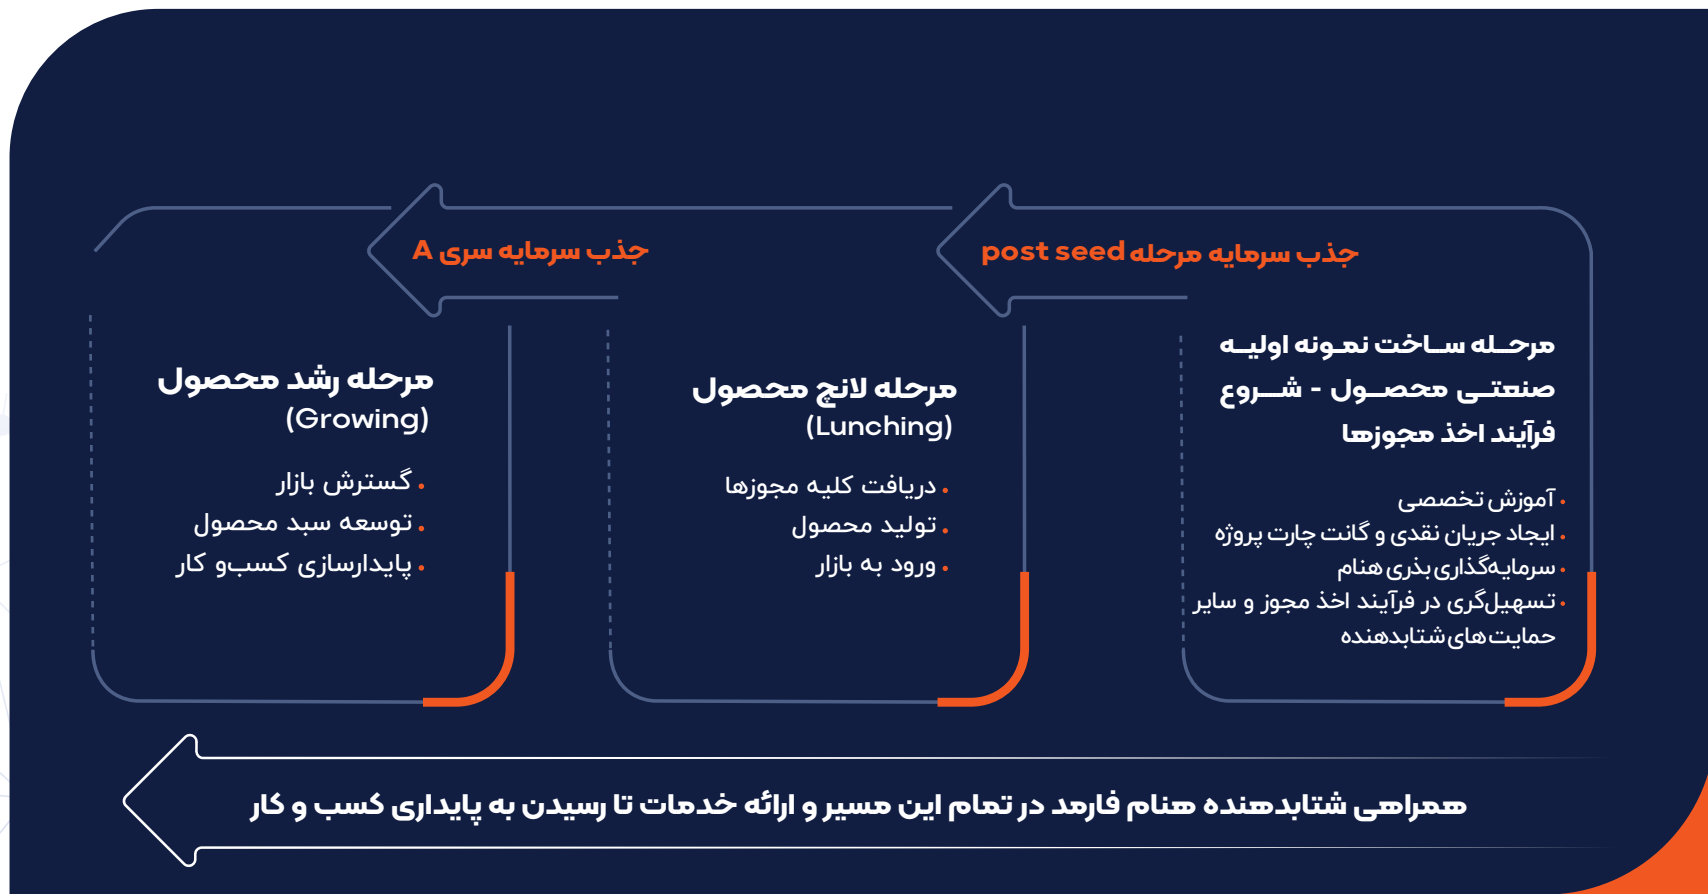 جذب سرمایه مرحله post seed
جذب سرمایه سری A
مرحله ساخت نمونه اولیه
صنعتی محصول - شروع
فرآیند اخذ مجوزها
• آموزش تخصصی
• ایجاد جریان نقدی و گانت چارت پروژه
• سرمایه‌گذاری بذری هنام
• تسهیل‌گری در فرآیند اخذ مجوز و سایر
حمایت‌های شتابدهنده
مرحله لانچ محصول
(Lunching)
• دریافت کلیه مجوزها
• تولید محصول
• ورود به بازار
مرحله رشد محصول
(Growing)
• گسترش بازار
• توسعه سبد محصول
• پایدارسازی کسب‌و کار
همراهی شتابدهنده هنام فارمد در تمام این مسیر و ارائه خدمات تا رسیدن به پایداری کسب و کار